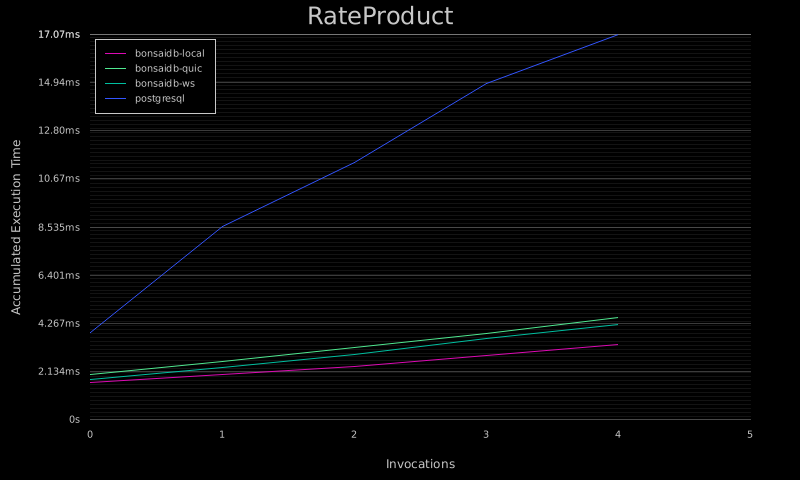 RateProduct
17.07ms
bonsaidb-local
bonsaidb-quic
bonsaidb-ws
postgresql
14.94ms
12.80ms
10.67ms
8.535ms
6.401ms
4.267ms
2.134ms
0s
Accumulated Execution Time
0 1 2 3 4 5
Invocations